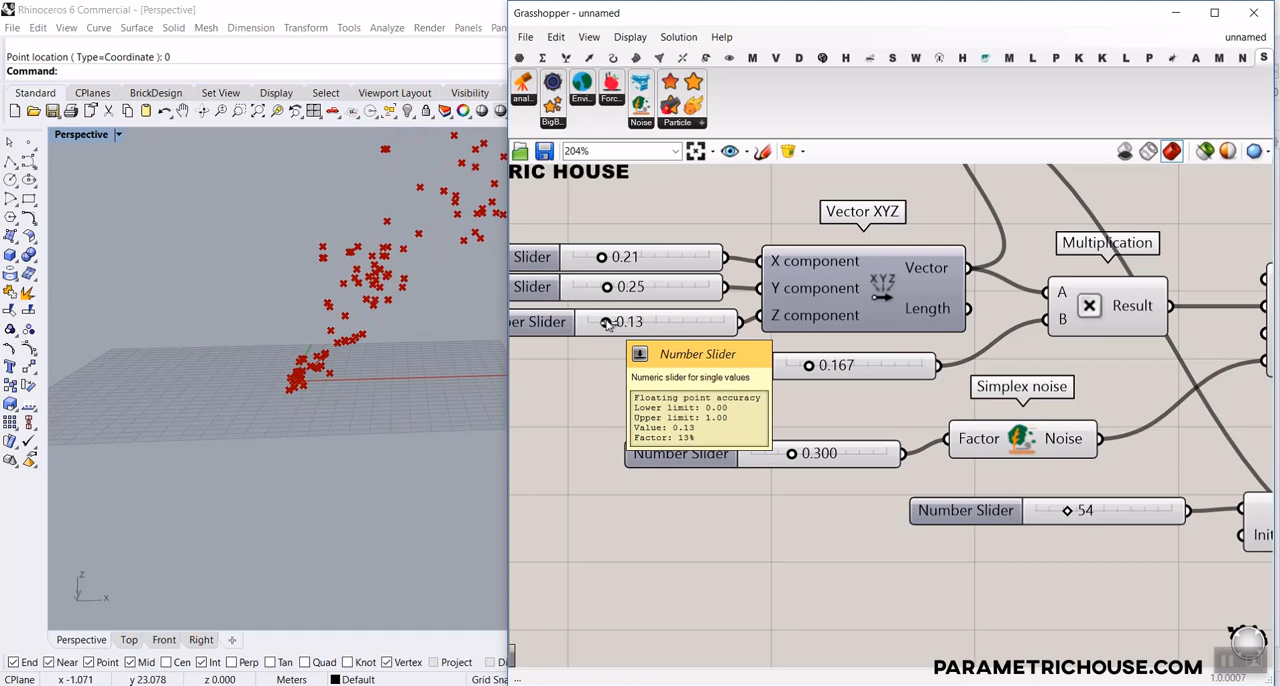 Rhinoceros 6 Commercial - [Perspective]
File Edit View Curve Surface Solid Mesh Dimension Transform Tools Analyze Render Panels
Point location ( Type=Coordinate ): 0
Command:
Standard CPlanes BrickDesign Set View Display Select Viewport Layout Visibility
Perspective
z
x
Perspective Top Front Right
End Near Point Mid Cen Int Perp Tan Quad Knot Vertex Project
CPlane x -1.071 y 23.078 z 0.000 Meters Default Grid Snap
Grasshopper - unnamed
File Edit View Display Solution Help unnamed
M V D H S W M H M L P K L P A M N S
anal... BigB... Envi... Forc... Noise Particle
204%
RIC HOUSE
Vector XYZ
Slider 0.21
Slider 0.25
er Slider 0.13
X component
Y component
Z component
Vector
Length
XYZ
Multiplication
A
B
Result
Number Slider
Numeric slider for single values
Floating point accuracy
Lower limit: 0.00
Upper limit: 1.00
Value: 0.13
Factor: 13%
0.167
Simplex noise
Factor Noise
Number Slider 0.300
Number Slider 54
Init
PARAMETRICHOUSE.COM
1.0.0007